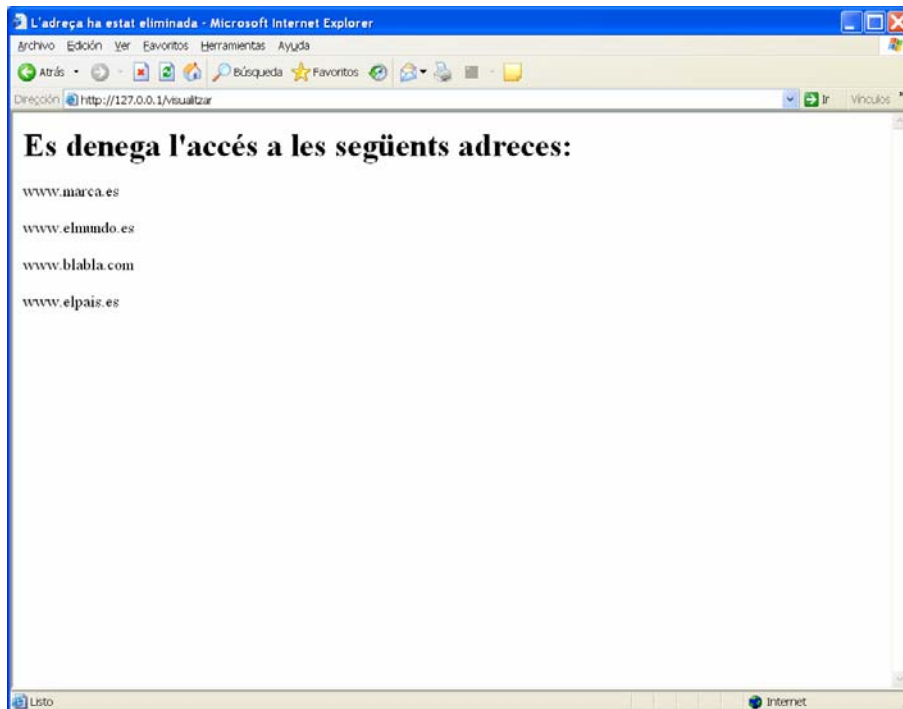 L'adreça ha estat eliminada - Microsoft Internet Explorer
Archivo Edición Ver Favoritos Herramientas Ayuda
Atrás Búsqueda Favoritos
Dirección http://127.0.0.1/visualitzar Ir Vínculos »
Es denega l'accés a les següents adreces:
www.marca.es
www.elmundo.es
www.blabla.com
www.elpais.es
Listo Internet